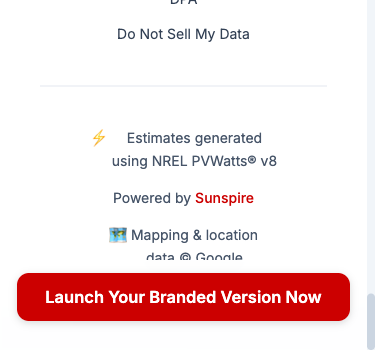 DPA
Do Not Sell My Data
⚡ Estimates generated
using NREL PVWatts® v8
Powered by Sunspire
🗺️ Mapping & location
data © Google
Launch Your Branded Version Now